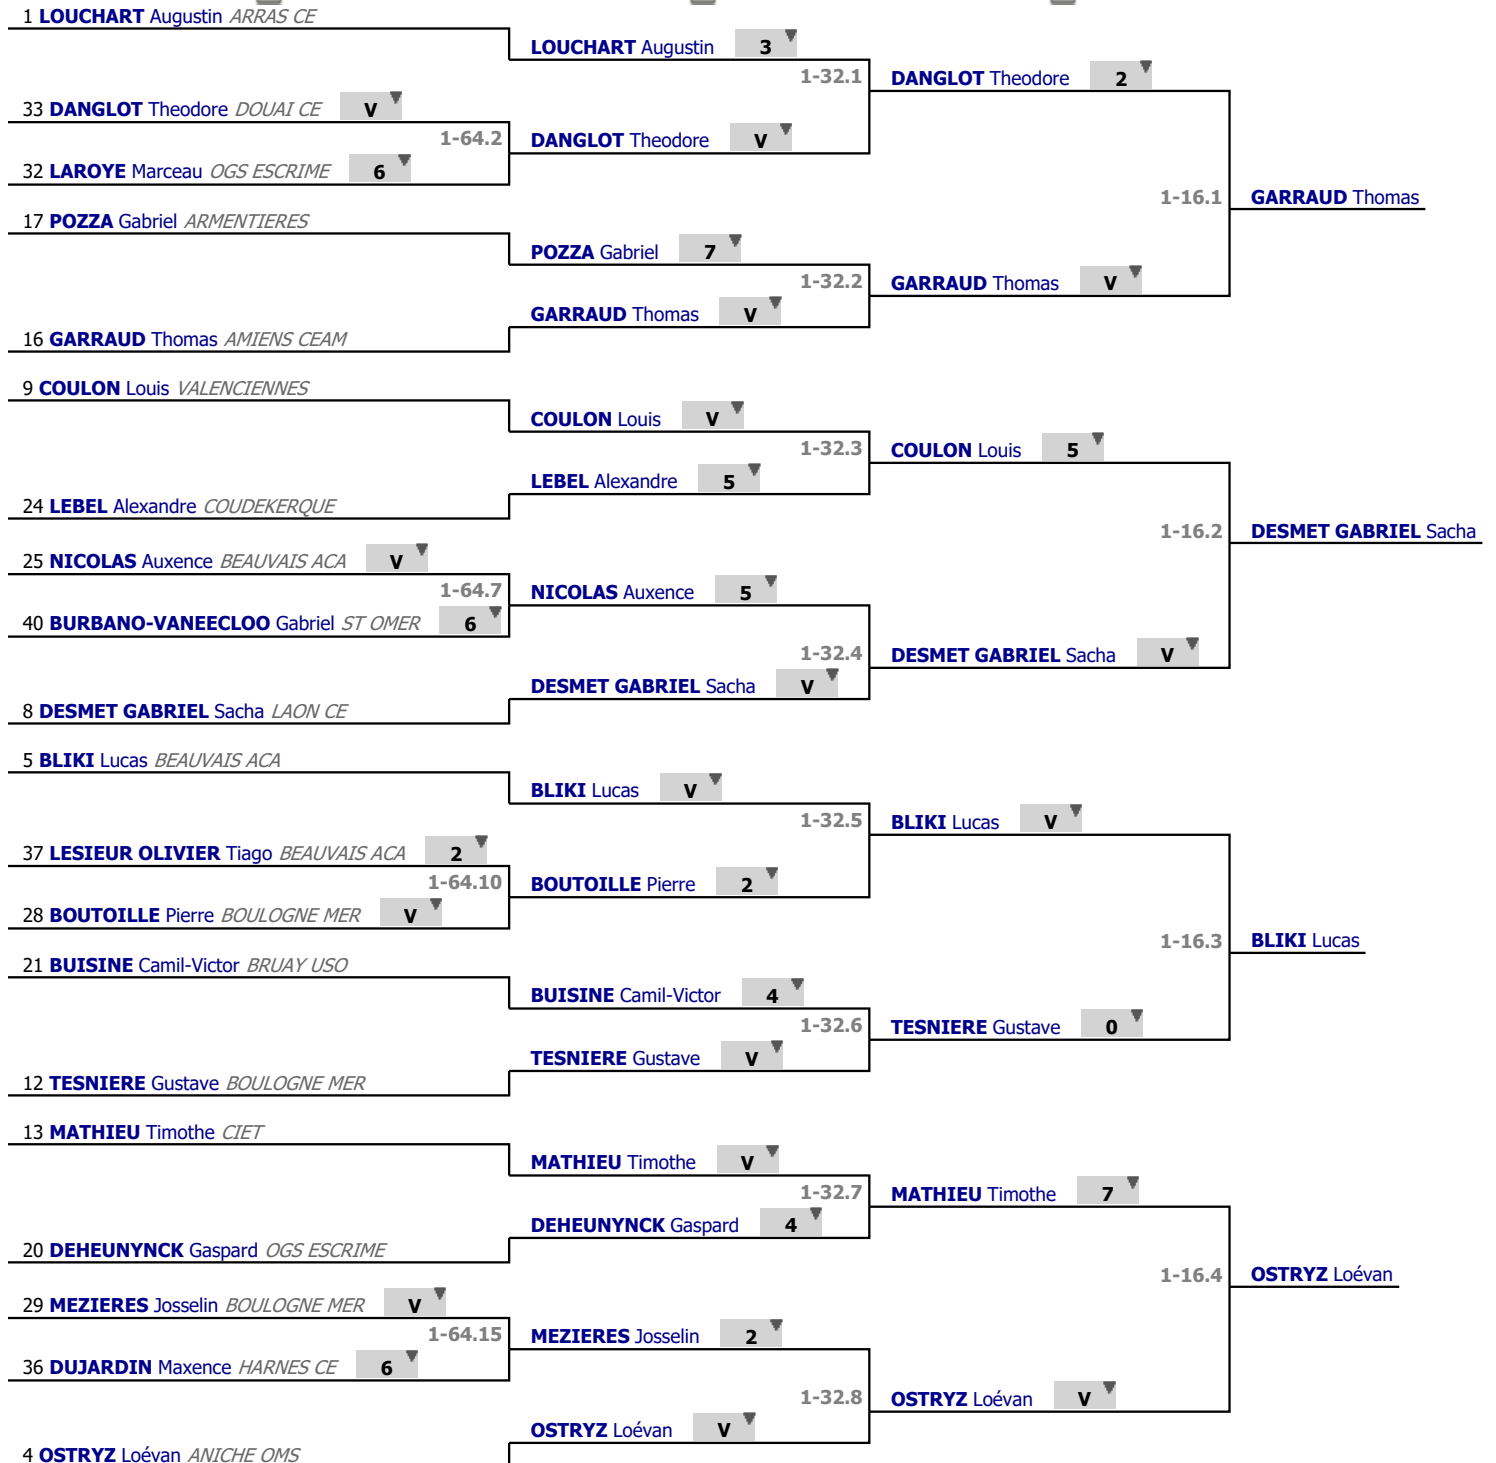 1 LOUCHART Augustin ARRAS CE
LOUCHART Augustin 3
1-32.1
DANGLOT Theodore 2
33 DANGLOT Theodore DOUAI CE V
1-64.2
DANGLOT Theodore V
32 LAROYE Marceau OGS ESCRIME 6
1-16.1
GARRAUD Thomas
17 POZZA Gabriel ARMENTIERES
POZZA Gabriel 7
1-32.2
GARRAUD Thomas V
GARRAUD Thomas V
16 GARRAUD Thomas AMIENS CEAM
9 COULON Louis VALENCIENNES
COULON Louis V
1-32.3
COULON Louis 5
LEBEL Alexandre 5
24 LEBEL Alexandre COUDEKERQUE
1-16.2
DESMET GABRIEL Sacha
25 NICOLAS Auxence BEAUVAIS ACA V
1-64.7
NICOLAS Auxence 5
40 BURBANO-VANEECLOO Gabriel ST OMER 6
1-32.4
DESMET GABRIEL Sacha V
DESMET GABRIEL Sacha V
8 DESMET GABRIEL Sacha LAON CE
5 BLIKI Lucas BEAUVAIS ACA
BLIKI Lucas V
1-32.5
BLIKI Lucas V
37 LESIEUR OLIVIER Tiago BEAUVAIS ACA 2
1-64.10
BOUTOILLE Pierre 2
28 BOUTOILLE Pierre BOULOGNE MER V
1-16.3
BLIKI Lucas
21 BUISINE Camil-Victor BRUAY USO
BUISINE Camil-Victor 4
1-32.6
TESNIERE Gustave 0
TESNIERE Gustave V
12 TESNIERE Gustave BOULOGNE MER
13 MATHIEU Timothe CIET
MATHIEU Timothe V
1-32.7
MATHIEU Timothe 7
DEHEUNYNCK Gaspard 4
20 DEHEUNYNCK Gaspard OGS ESCRIME
1-16.4
OSTRYZ Loévan
29 MEZIERES Josselin BOULOGNE MER V
1-64.15
MEZIERES Josselin 2
36 DUJARDIN Maxence HARNES CE 6
1-32.8
OSTRYZ Loévan V
OSTRYZ Loévan V
4 OSTRYZ Loévan ANICHE OMS